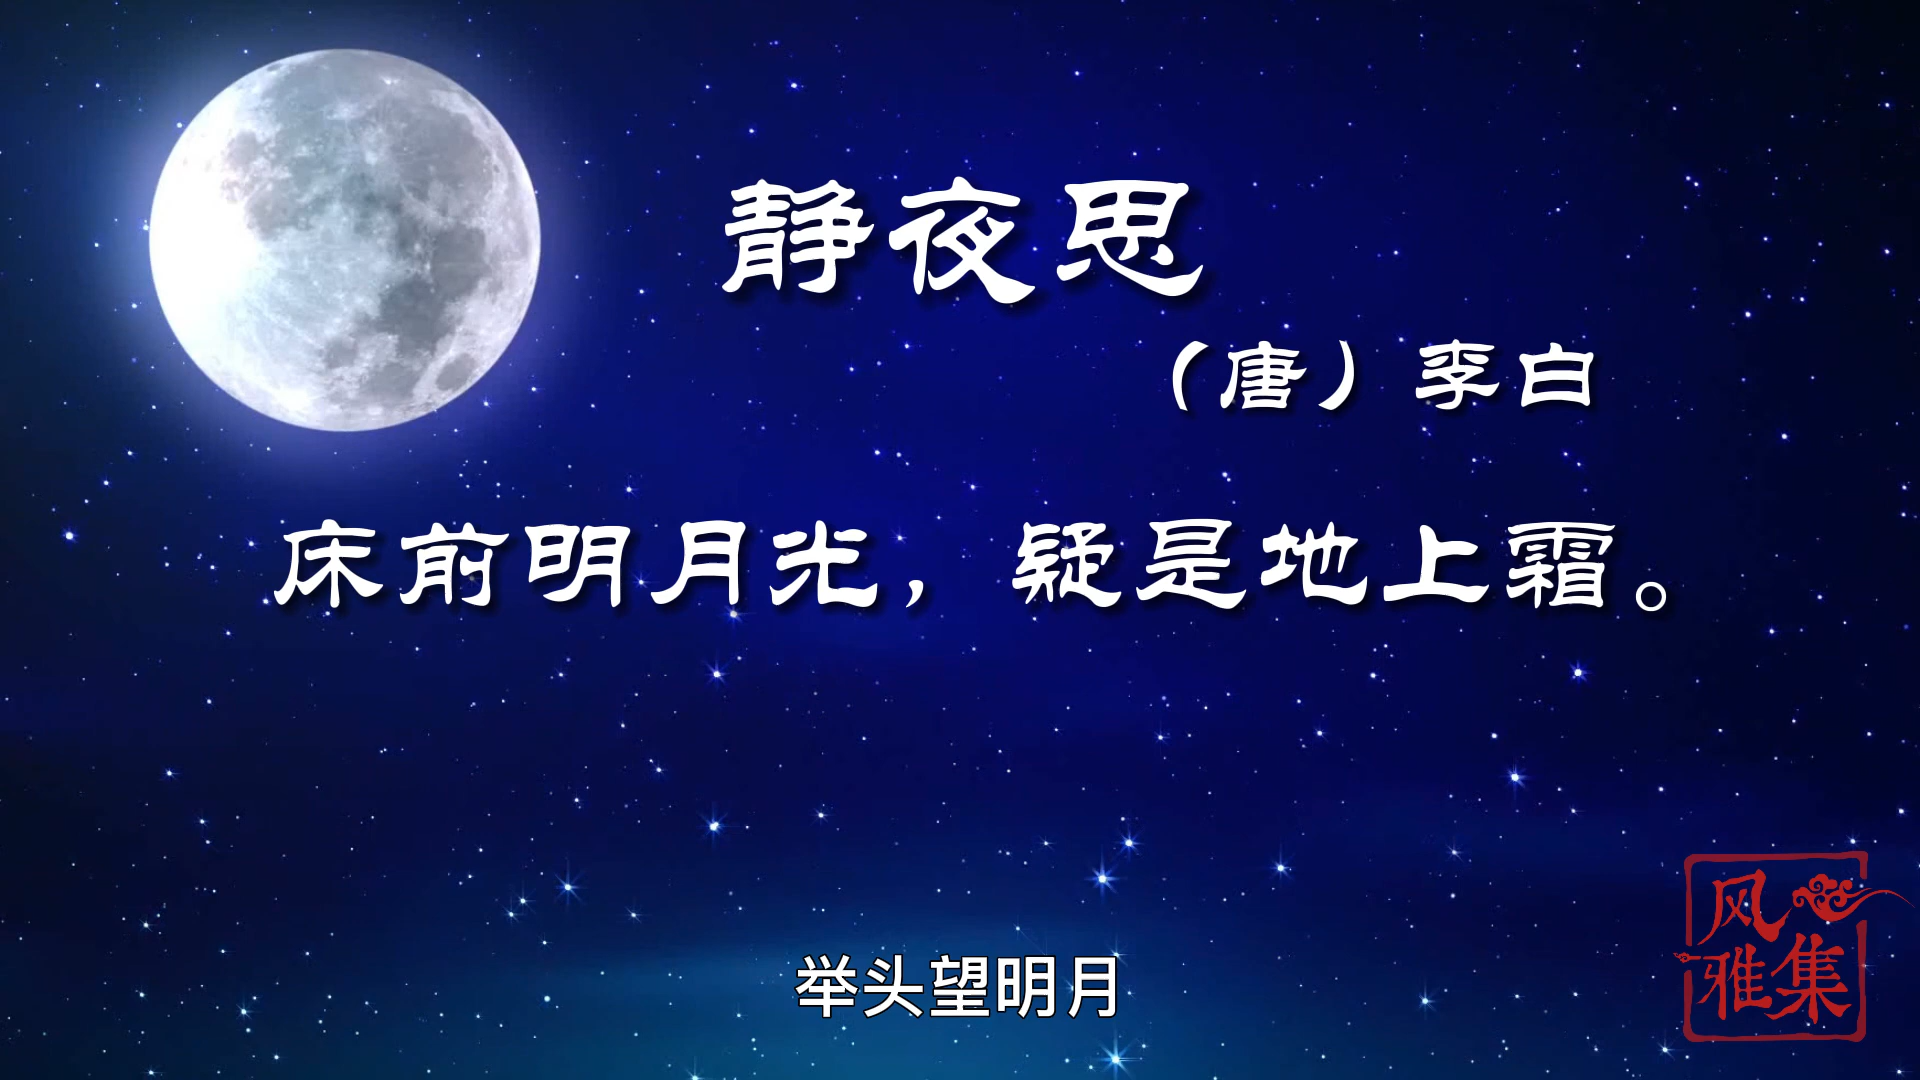 静夜思
（唐）李白
床前明月光，疑是地上霜。
举头望明月
风
雅集